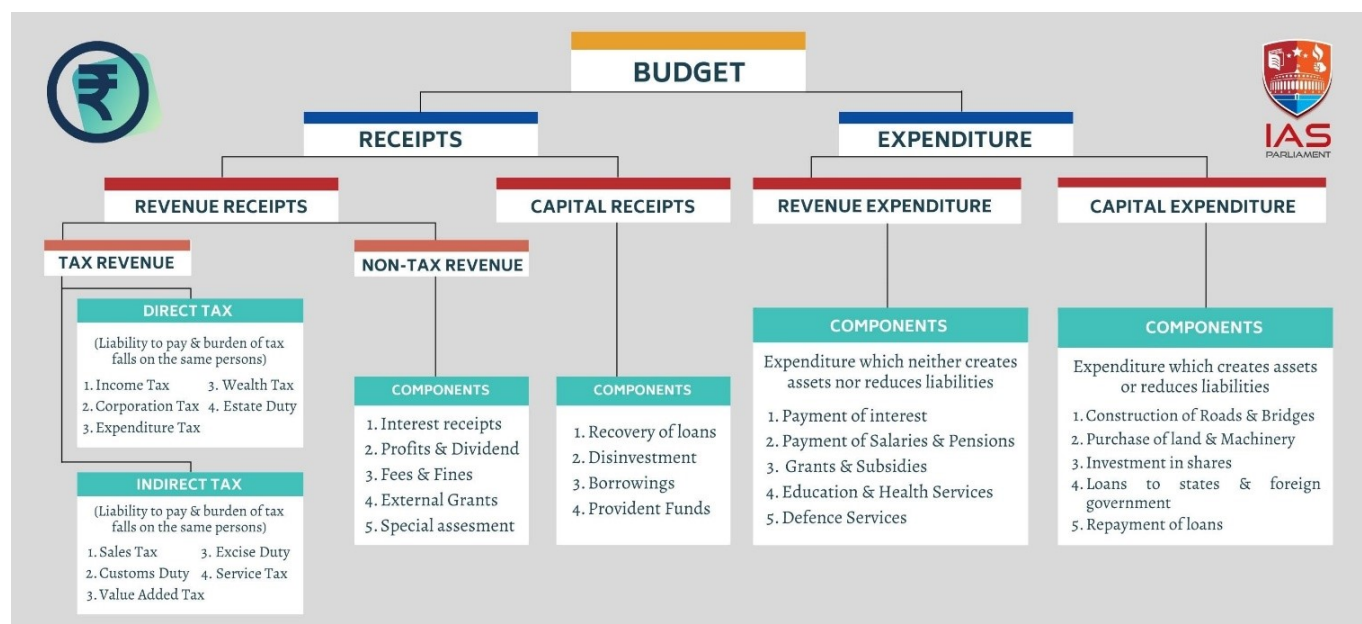 BUDGET
₹
IAS
PARLIAMENT
RECEIPTS
EXPENDITURE
REVENUE RECEIPTS
CAPITAL RECEIPTS
REVENUE EXPENDITURE
CAPITAL EXPENDITURE
TAX REVENUE
NON-TAX REVENUE
DIRECT TAX
(Liability to pay & burden of tax
falls on the same persons)
1. Income Tax 3. Wealth Tax
2. Corporation Tax 4. Estate Duty
3. Expenditure Tax
INDIRECT TAX
(Liability to pay & burden of tax
falls on the same persons)
1. Sales Tax 3. Excise Duty
2. Customs Duty 4. Service Tax
3. Value Added Tax
COMPONENTS
1. Interest receipts
2. Profits & Dividend
3. Fees & Fines
4. External Grants
5. Special assesment
COMPONENTS
1. Recovery of loans
2. Disinvestment
3. Borrowings
4. Provident Funds
COMPONENTS
Expenditure which neither creates
assets nor reduces liabilities
1. Payment of interest
2. Payment of Salaries & Pensions
3. Grants & Subsidies
4. Education & Health Services
5. Defence Services
COMPONENTS
Expenditure which creates assets
or reduces liabilities
1. Construction of Roads & Bridges
2. Purchase of land & Machinery
3. Investment in shares
4. Loans to states & foreign
government
5. Repayment of loans